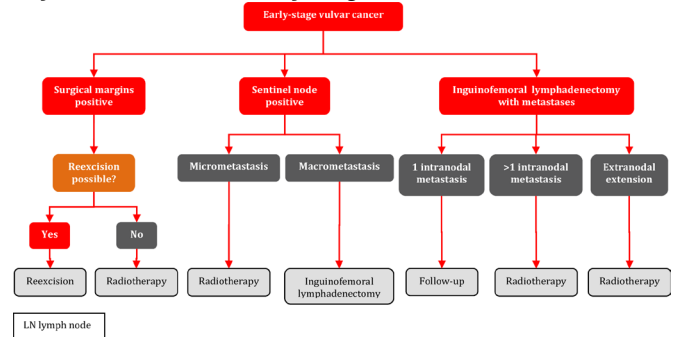 Early-stage vulvar cancer
Surgical margins
positive
Sentinel node
positive
Inguinofemoral lymphadenectomy
with metastases
Reexcision
possible?
Micrometastasis
Macrometastasis
1 intranodal
metastasis
>1 intranodal
metastasis
Extranodal
extension
Yes
No
Reexcision
Radiotherapy
Radiotherapy
Inguinofemoral
lymphadenectomy
Follow-up
Radiotherapy
Radiotherapy
LN lymph node